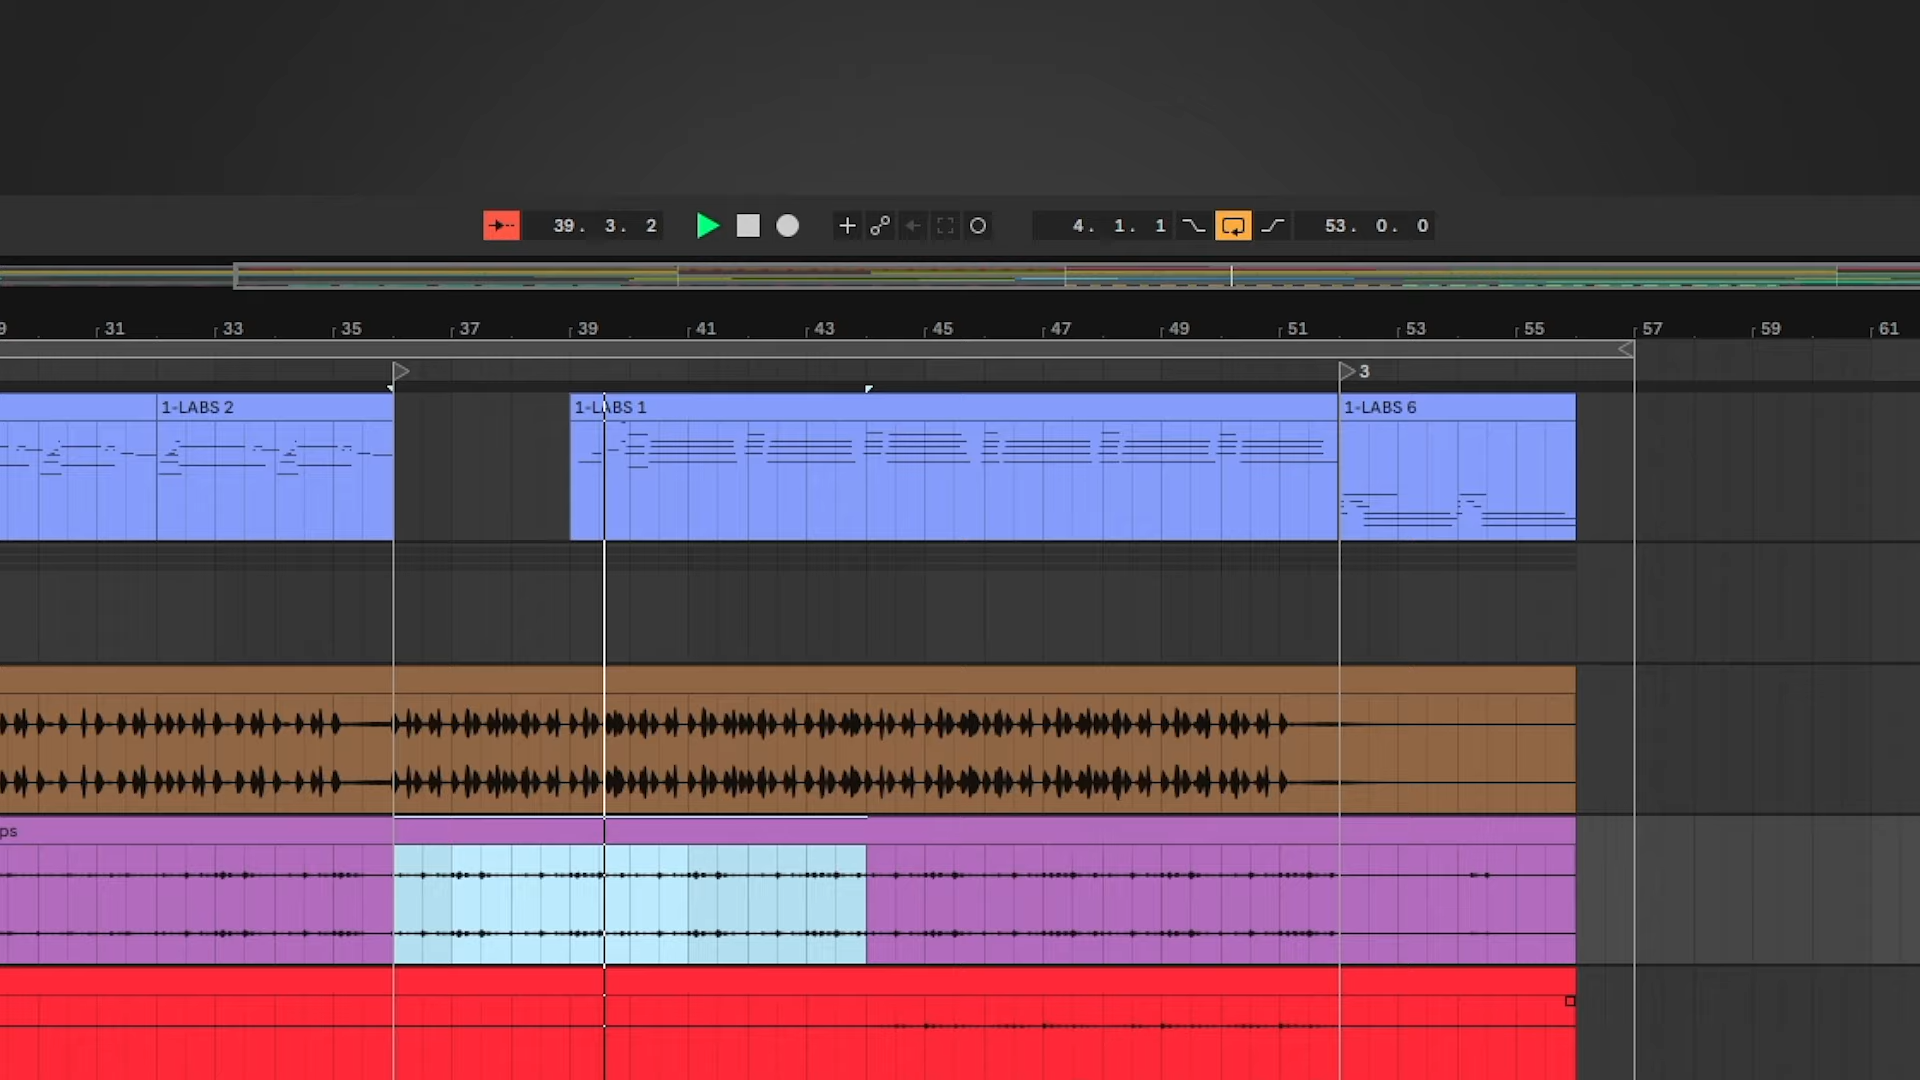 39. 3. 2 4. 1. 1 53. 0. 0
9 31 33 35 37 39 41 43 45 47 49 51 53 55 57 59 61
3
1-LABS 2 1-LABS 1 1-LABS 6
ps